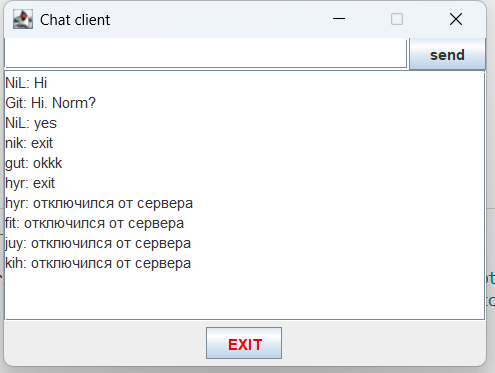 Chat client
send
NiL: Hi
Git: Hi. Norm?
NiL: yes
nik: exit
gut: okkk
hyr: exit
hyr: отключился от сервера
fit: отключился от сервера
juy: отключился от сервера
kih: отключился от сервера
EXIT